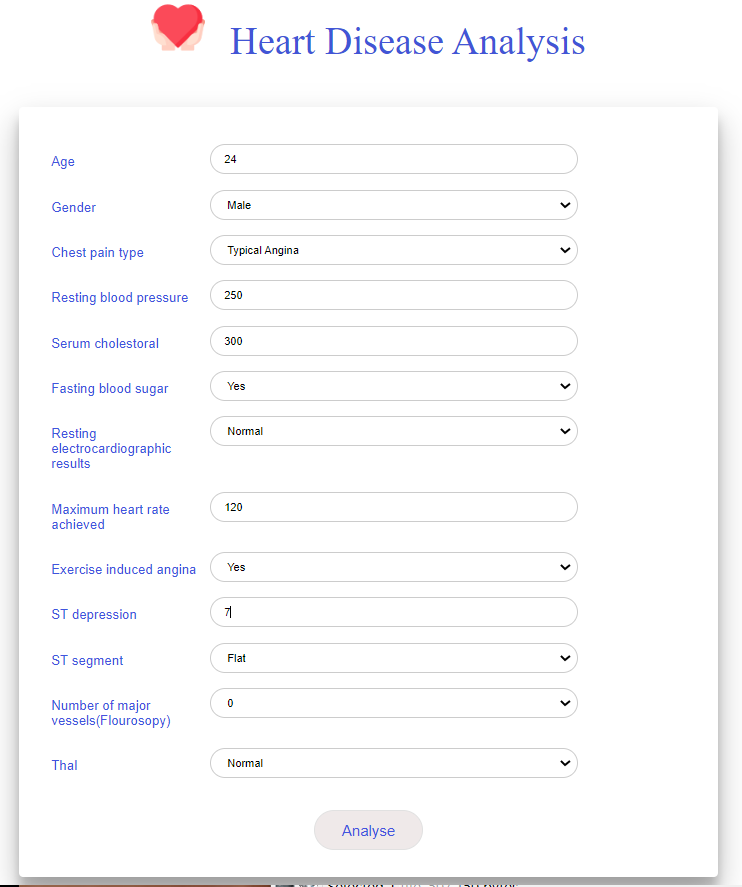 Heart Disease Analysis
Age
24
Gender
Male
Chest pain type
Typical Angina
Resting blood pressure
250
Serum cholestoral
300
Fasting blood sugar
Yes
Resting
electrocardiographic
results
Normal
Maximum heart rate
achieved
120
Exercise induced angina
Yes
ST depression
7
ST segment
Flat
Number of major
vessels(Flourosopy)
0
Thal
Normal
Analyse